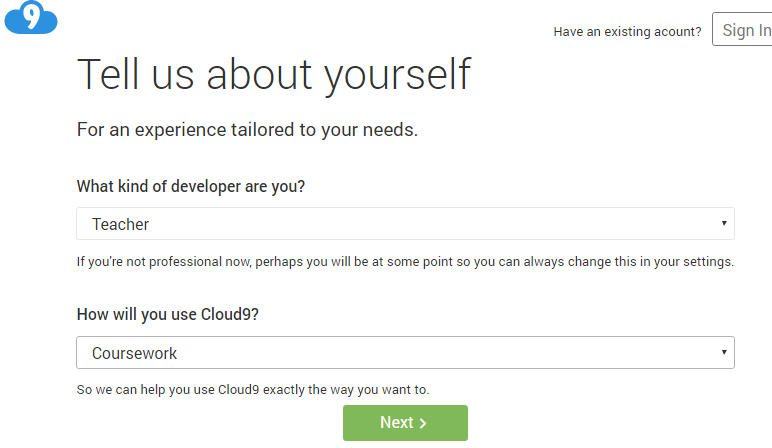 9
Have an existing acount? Sign In
Tell us about yourself
For an experience tailored to your needs.
What kind of developer are you?
Teacher
If you're not professional now, perhaps you will be at some point so you can always change this in your settings.
How will you use Cloud9?
Coursework
So we can help you use Cloud9 exactly the way you want to.
Next >